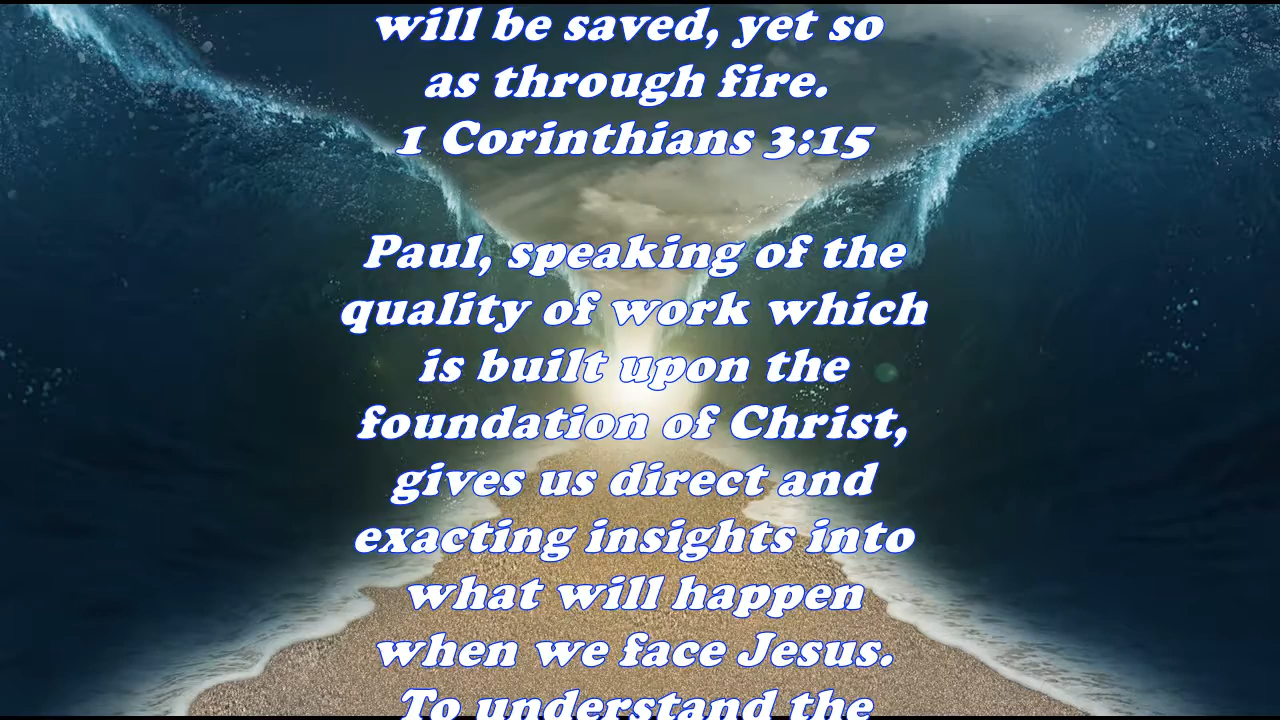 will be saved, yet so
as through fire.
1 Corinthians 3:15
Paul, speaking of the
quality of work which
is built upon the
foundation of Christ,
gives us direct and
exacting insights into
what will happen
when we face Jesus.
To understand the